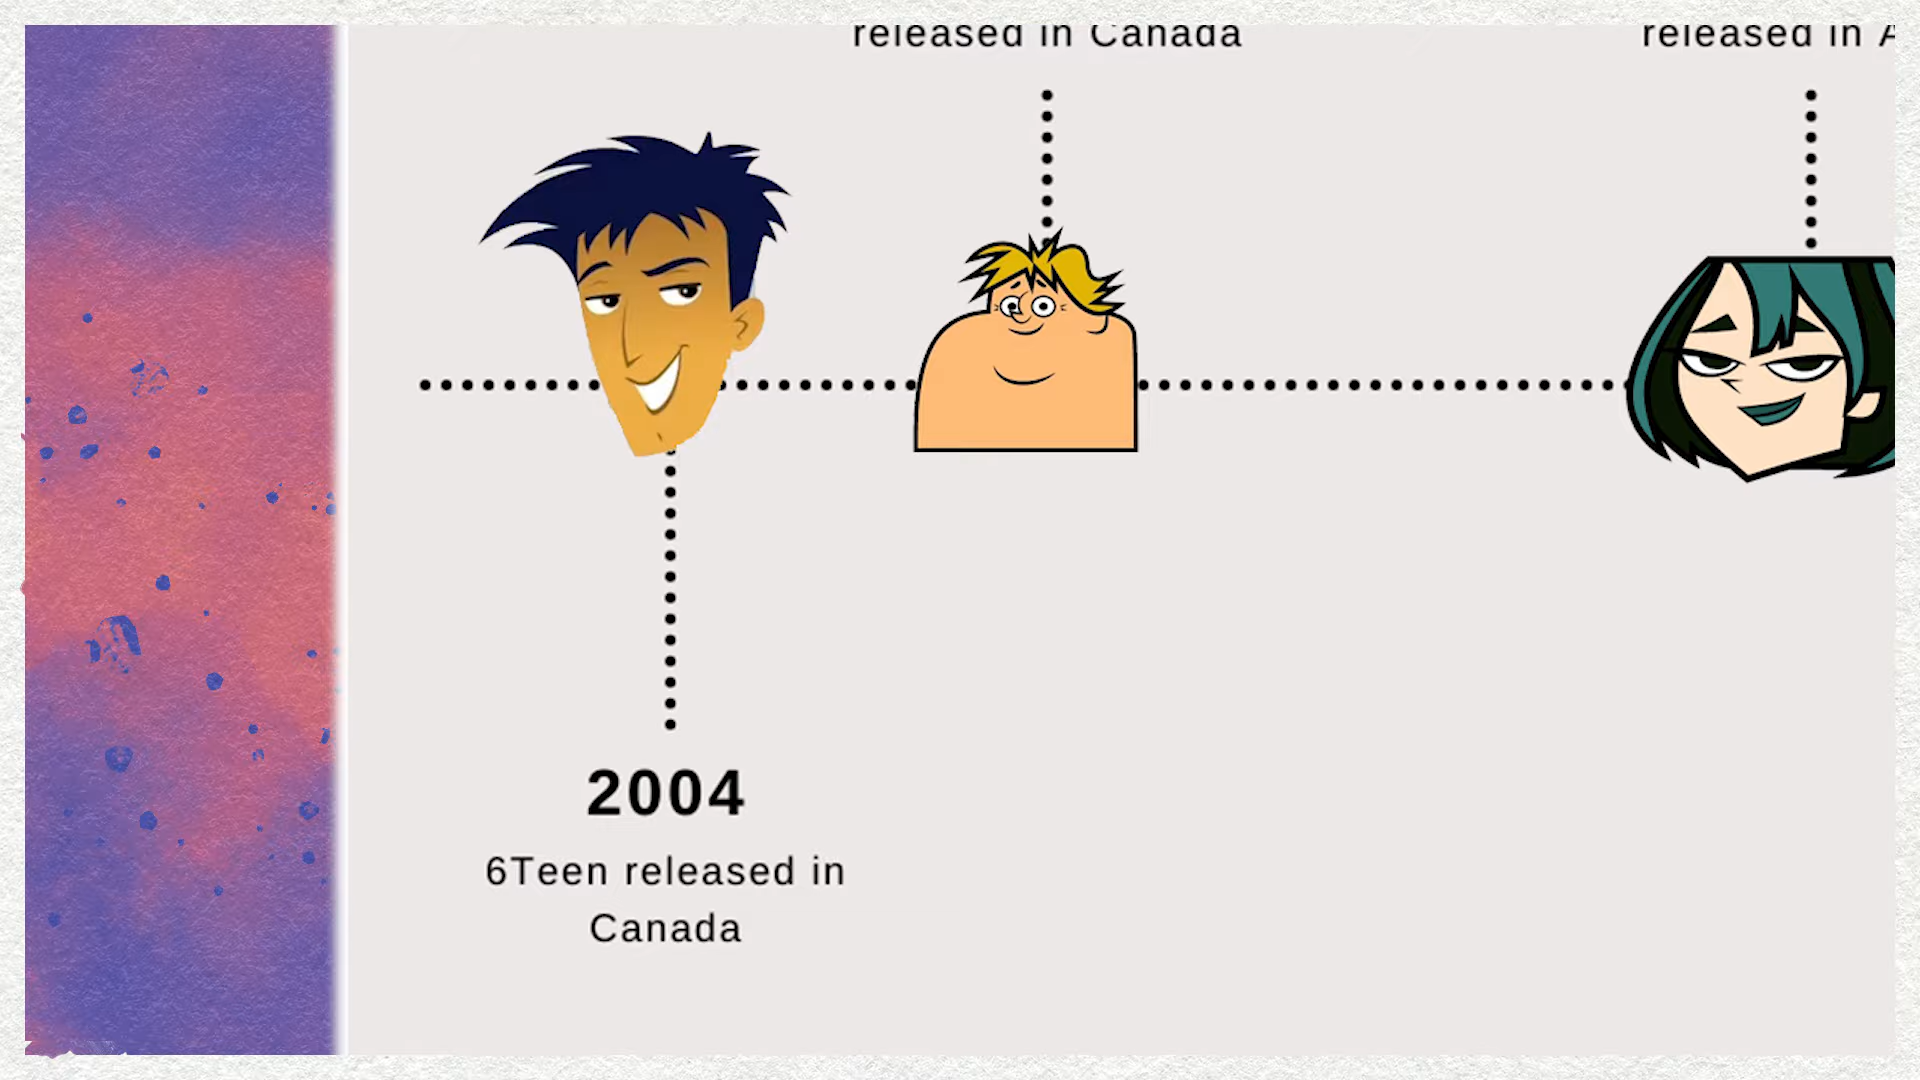 released in Canada
released in
2004
6Teen released in
Canada